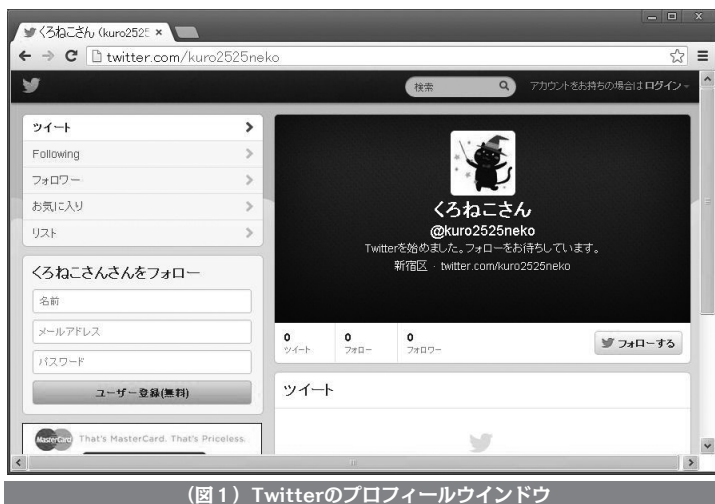 くろねこさん (kuro252
twitter.com/kuro2525neko
検索
アカウントをお持ちの場合はログイン
ツイート
Following
フォロワー
お気に入り
リスト
くろねこさん
@kuro2525neko
Twitterを始めました。フォローをお待ちしています。
新宿区 · twitter.com/kuro2525neko
くろねこさんさんをフォロー
名前
メールアドレス
パスワード
ユーザー登録(無料)
0 0 0
ツイート フォロー フォロワー
フォローする
ツイート
MasterCard That's MasterCard. That's Priceless.
(図1) Twitterのプロフィールウインドウ